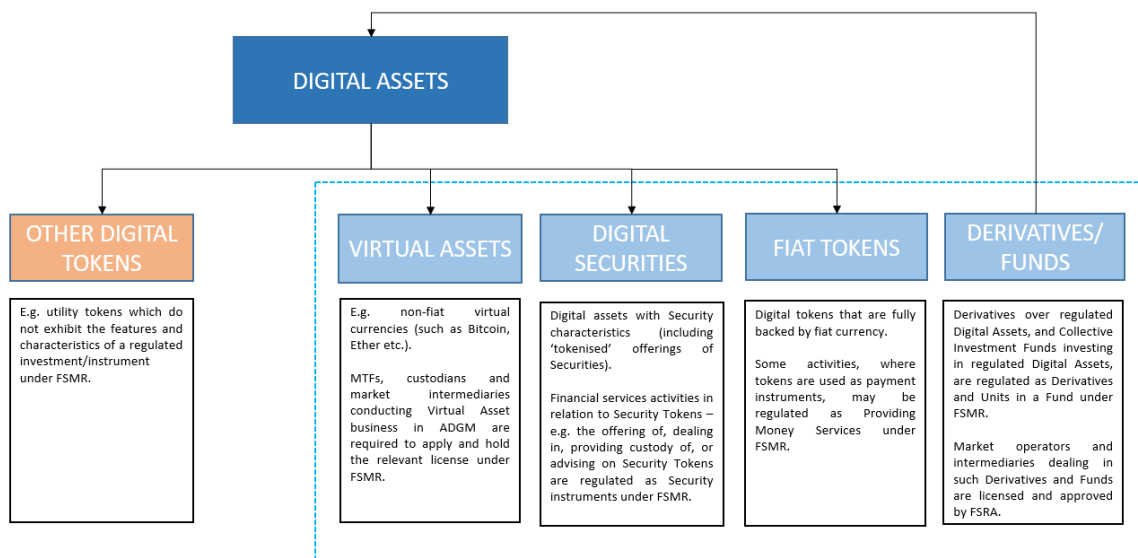 DIGITAL ASSETS
OTHER DIGITAL
TOKENS
E.g. utility tokens which do
not exhibit the features and
characteristics of a regulated
investment/instrument
under FSMR.
VIRTUAL ASSETS
E.g. non-fiat virtual
currencies (such as Bitcoin,
Ether etc.).
MTFs, custodians and
market intermediaries
conducting Virtual Asset
business in ADGM are
required to apply and hold
the relevant license under
FSMR.
DIGITAL
SECURITIES
Digital assets with Security
characteristics (including
‘tokenised’ offerings of
Securities).
Financial services activities in
relation to Security Tokens –
e.g. the offering of, dealing
in, providing custody of, or
advising on Security Tokens
are regulated as Security
instruments under FSMR.
FIAT TOKENS
Digital tokens that are fully
backed by fiat currency.
Some activities, where
tokens are used as payment
instruments, may be
regulated as Providing
Money Services under
FSMR.
DERIVATIVES/
FUNDS
Derivatives over regulated
Digital Assets, and Collective
Investment Funds investing
in regulated Digital Assets,
are regulated as Derivatives
and Units in a Fund under
FSMR.
Market operators and
intermediaries dealing in
such Derivatives and Funds
are licensed and approved
by FSRA.